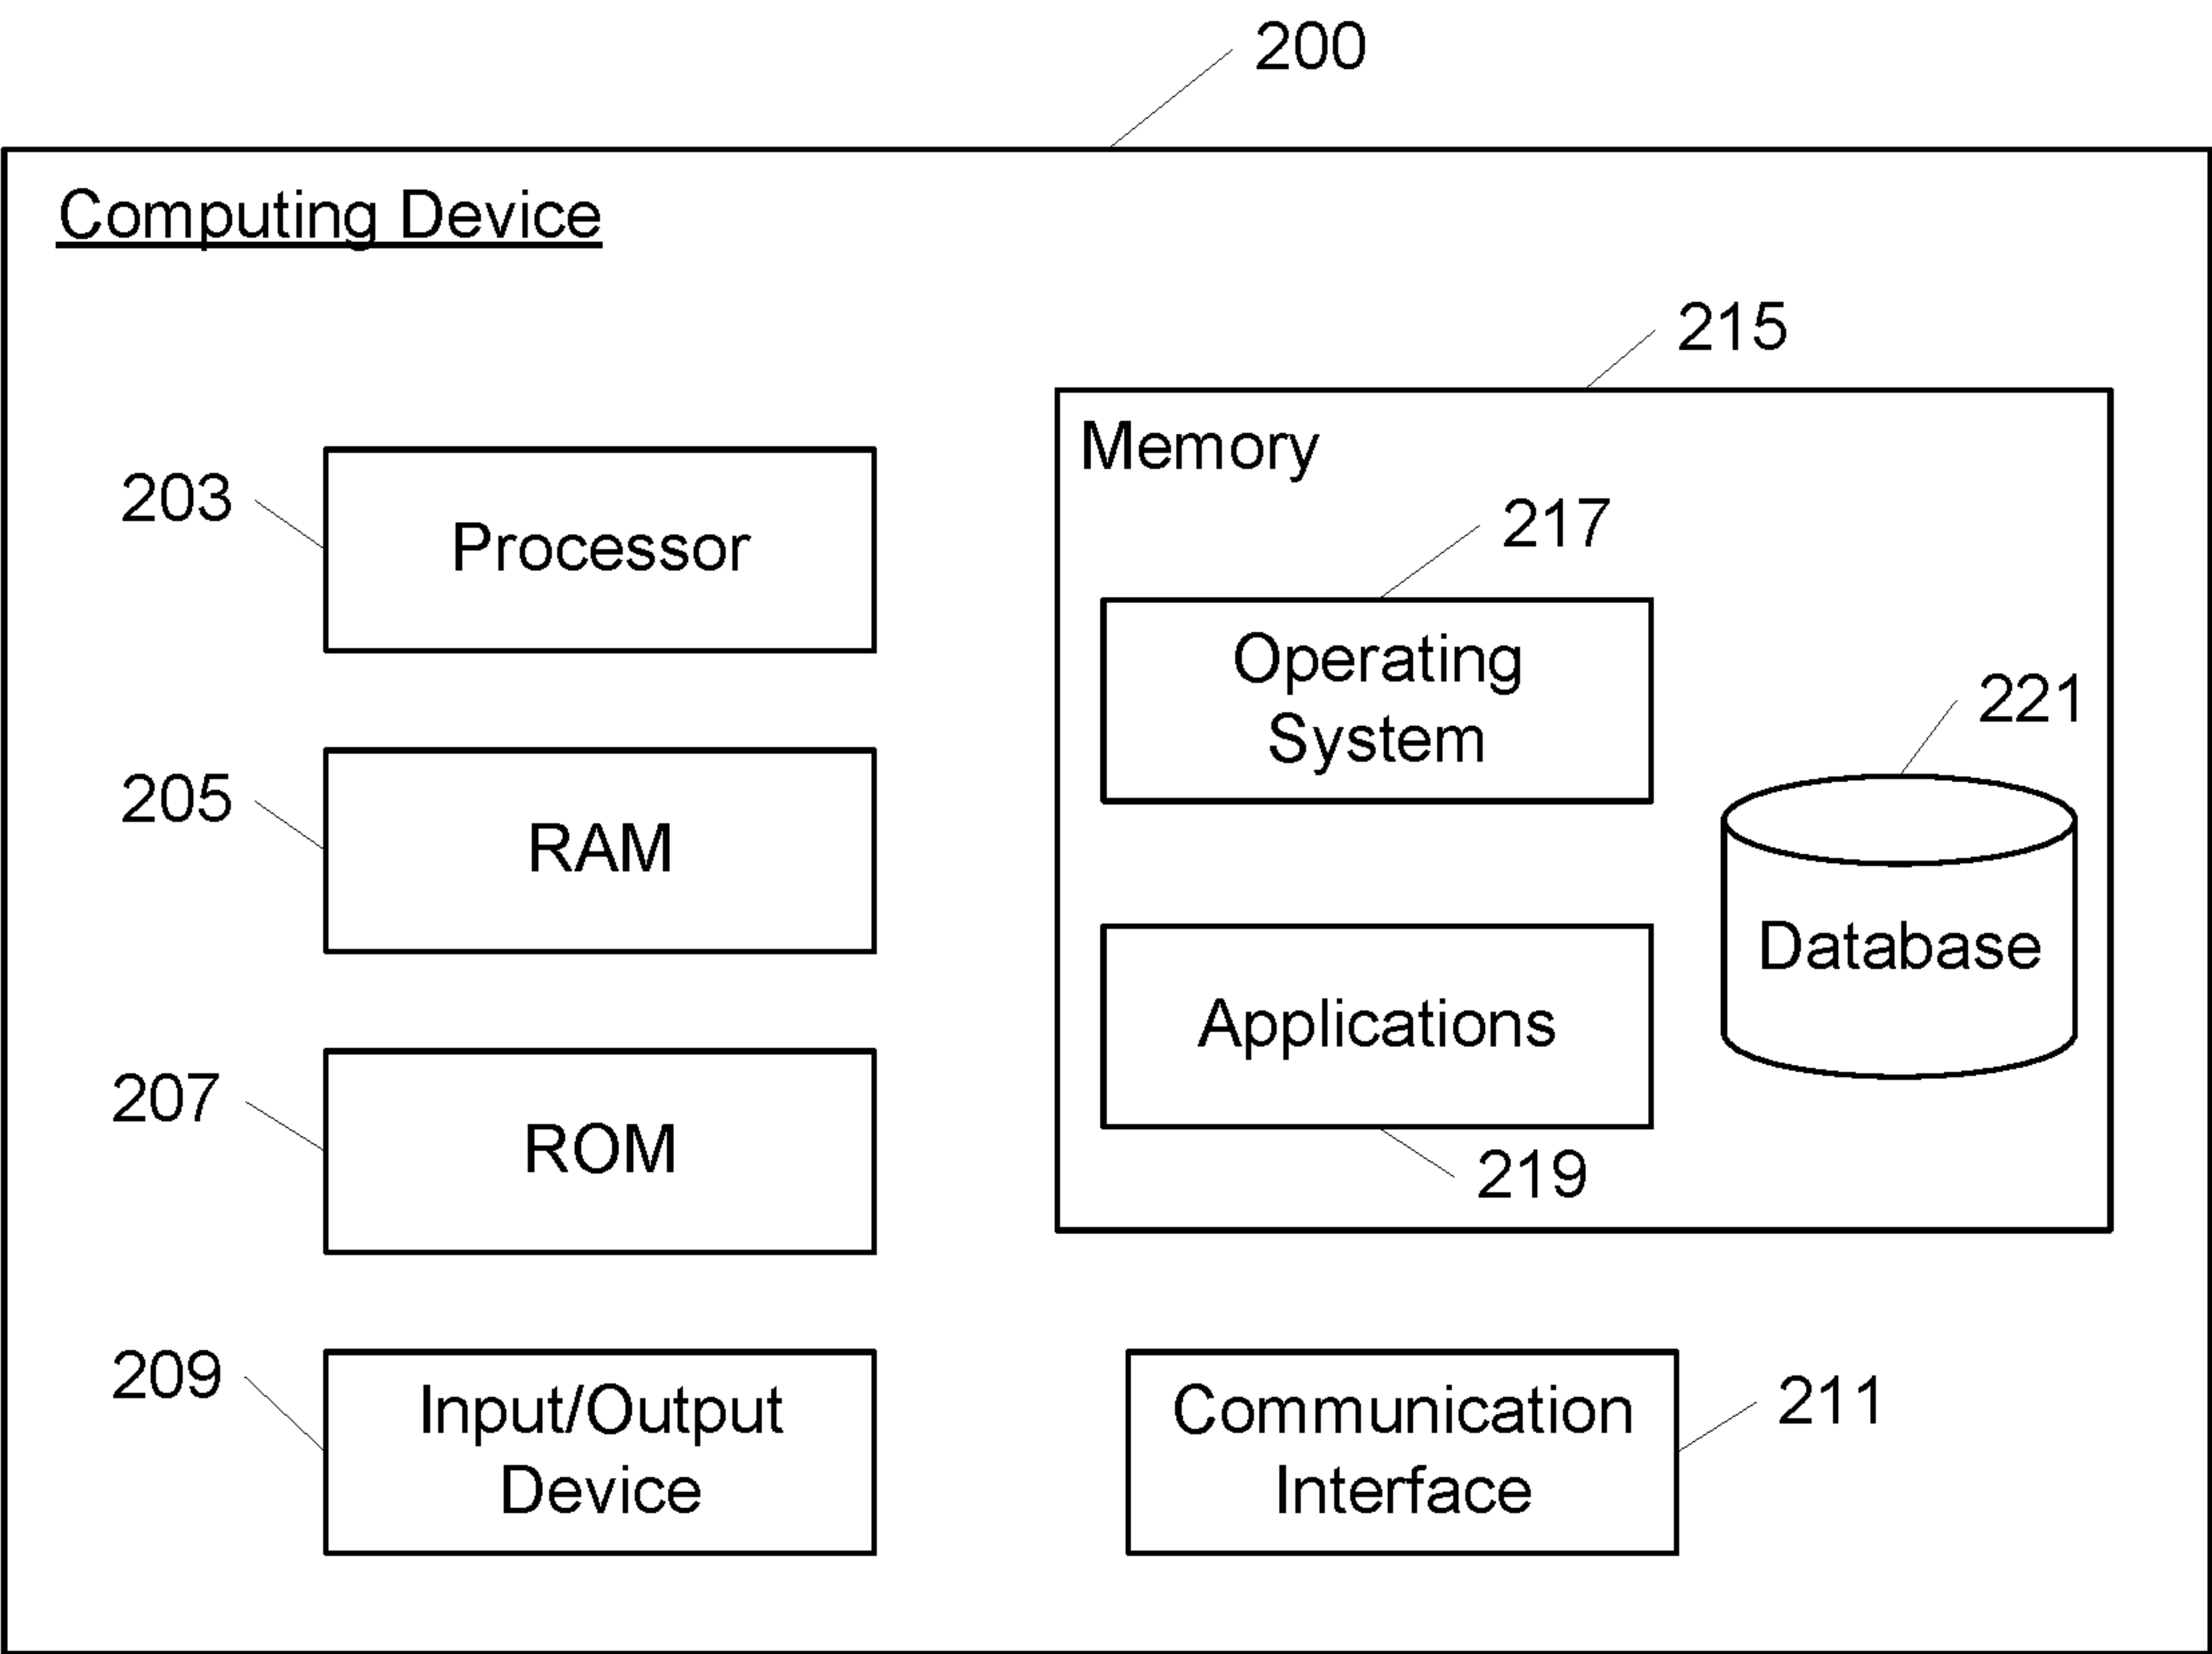 200
Computing Device
215
Memory
203
Processor
217
Operating
System
221
205
RAM
Database
Applications
207
ROM
219
209
Input/Output
Device
Communication
Interface
211